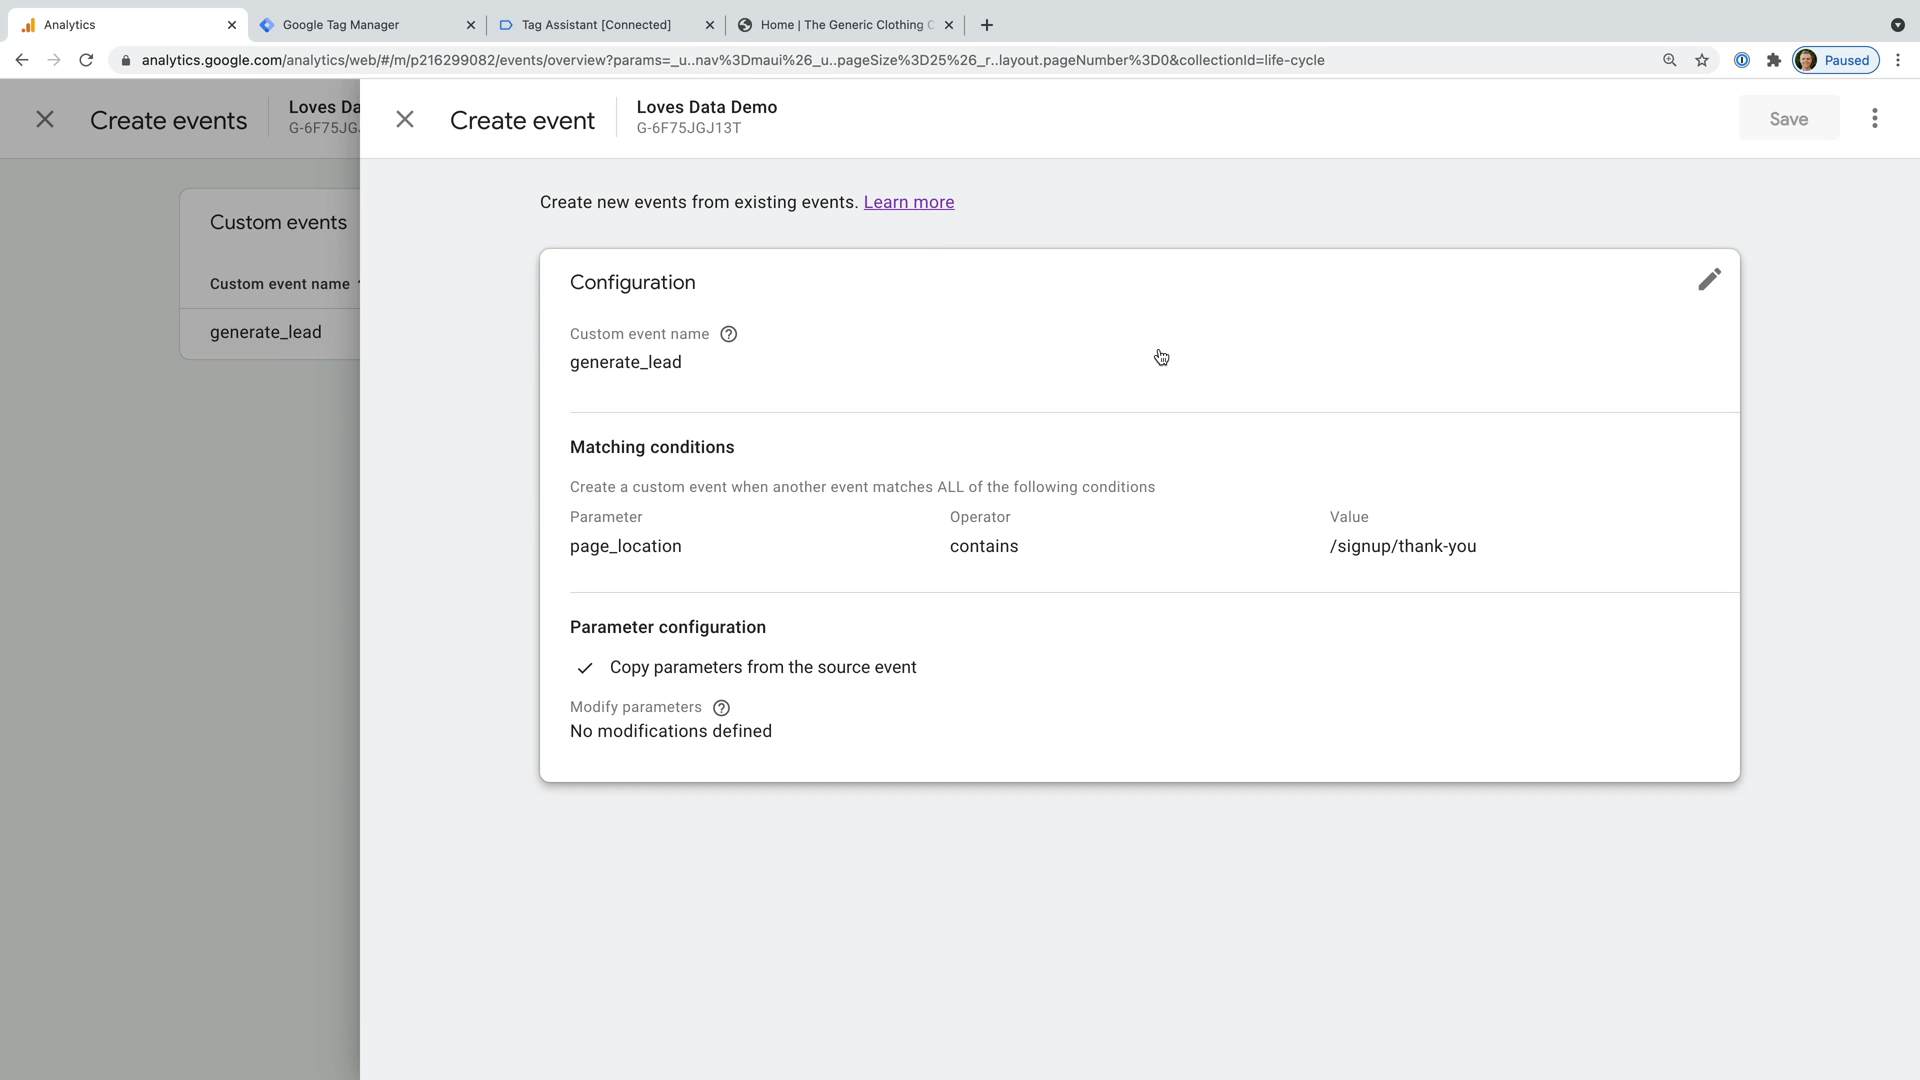 Analytics
Google Tag Manager
Tag Assistant [Connected]
Home | The Generic Clothing C
analytics.google.com/analytics/web/#/m/p216299082/events/overview?params=_u..nav%3Dmaui%26_u..pageSize%3D25%26_r..layout.pageNumber%3D0&collectionId=life-cycle
Paused
Create events
Loves Da
G-6F75JG
Create event
Loves Data Demo
G-6F75JGJ13T
Save
Custom events
Custom event name
generate_lead
Create new events from existing events. Learn more
Configuration
Custom event name
generate_lead
Matching conditions
Create a custom event when another event matches ALL of the following conditions
Parameter Operator Value
page_location contains /signup/thank-you
Parameter configuration
Copy parameters from the source event
Modify parameters
No modifications defined